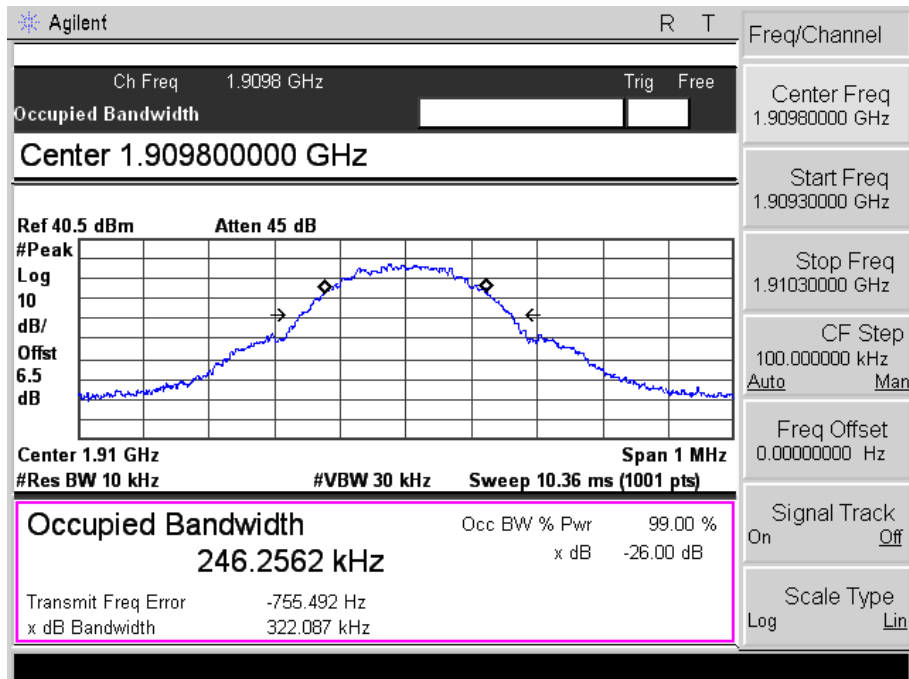 Agilent R T
Ch Freq 1.9098 GHz Trig Free
Occupied Bandwidth
Center 1.909800000 GHz
Ref 40.5 dBm Atten 45 dB
#Peak
Log
10
dB/
Offst
6.5
dB
Center 1.91 GHz Span 1 MHz
#Res BW 10 kHz #VBW 30 kHz Sweep 10.36 ms (1001 pts)
Occupied Bandwidth
246.2562 kHz
Occ BW % Pwr 99.00 %
x dB -26.00 dB
Transmit Freq Error -755.492 Hz
x dB Bandwidth 322.087 kHz
Freq/Channel
Center Freq
1.90980000 GHz
Start Freq
1.90930000 GHz
Stop Freq
1.91030000 GHz
CF Step
100.000000 kHz
Auto Man
Freq Offset
0.00000000 Hz
Signal Track
On Off
Scale Type
Log Lin